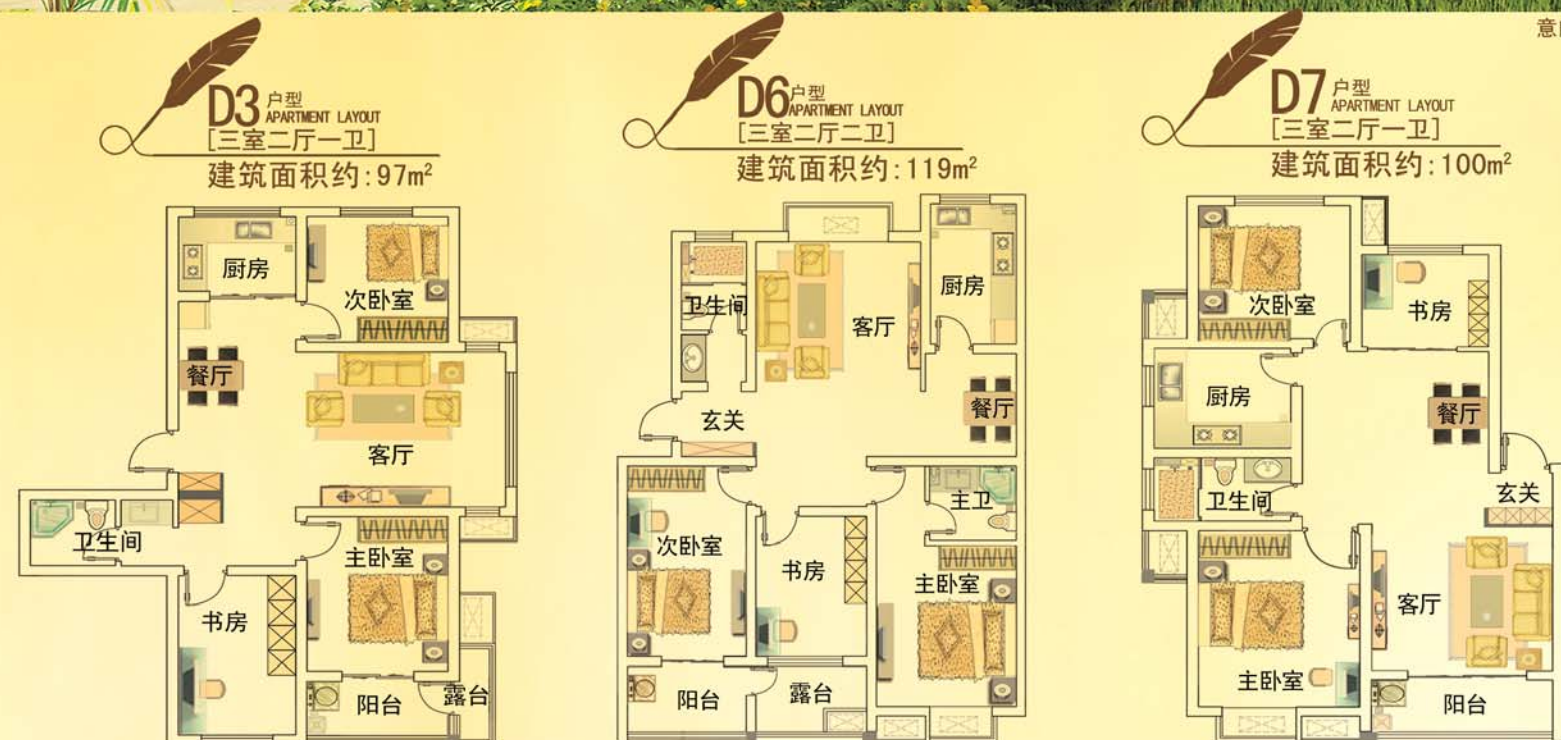 意向
D3 户型
APARTMENT LAYOUT
[三室二厅一卫]
建筑面积约:97m²
厨房
次卧室
餐厅
客厅
卫生间
主卧室
书房
阳台
露台
D6 户型
APARTMENT LAYOUT
[三室二厅二卫]
建筑面积约:119m²
卫生间
客厅
厨房
玄关
餐厅
次卧室
书房
主卫
主卧室
阳台
露台
D7 户型
APARTMENT LAYOUT
[三室二厅一卫]
建筑面积约:100m²
次卧室
书房
厨房
餐厅
卫生间
玄关
客厅
主卧室
阳台